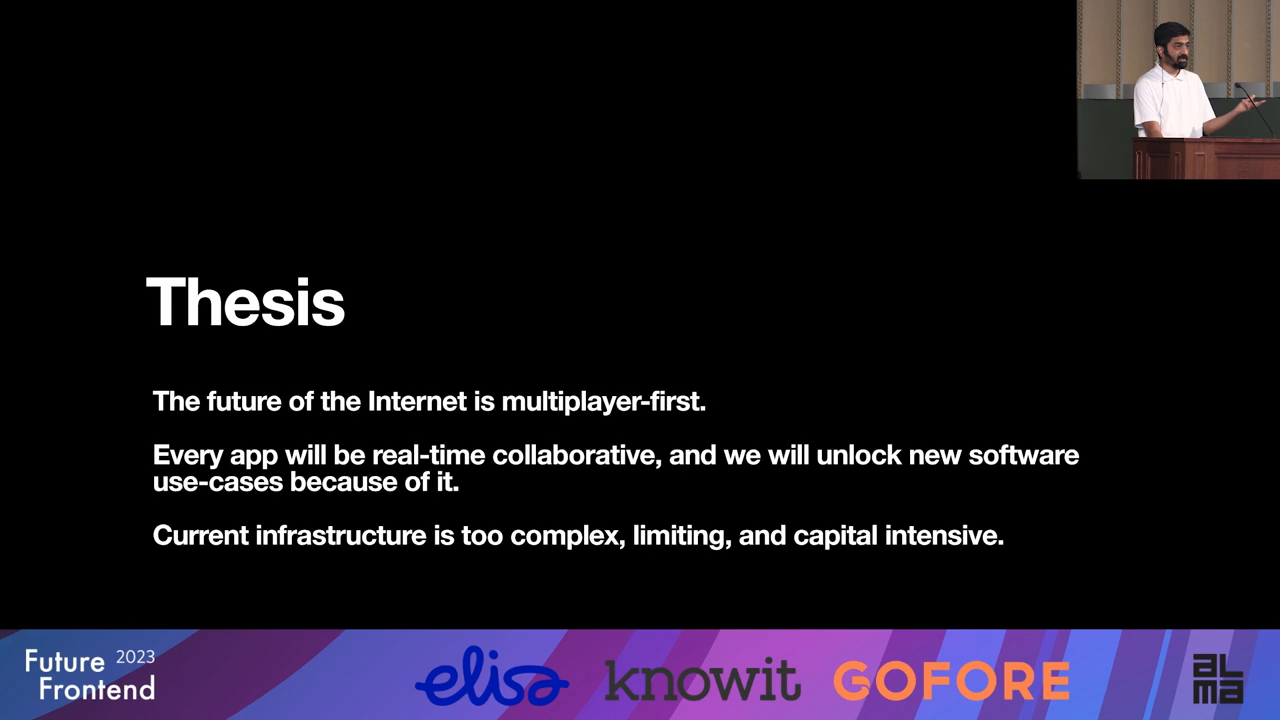 Thesis
The future of the Internet is multiplayer-first.
Every app will be real-time collaborative, and we will unlock new software
use-cases because of it.
Current infrastructure is too complex, limiting, and capital intensive.
Future 2023
Frontend
elisa
knowit
GOFORE
aLMa